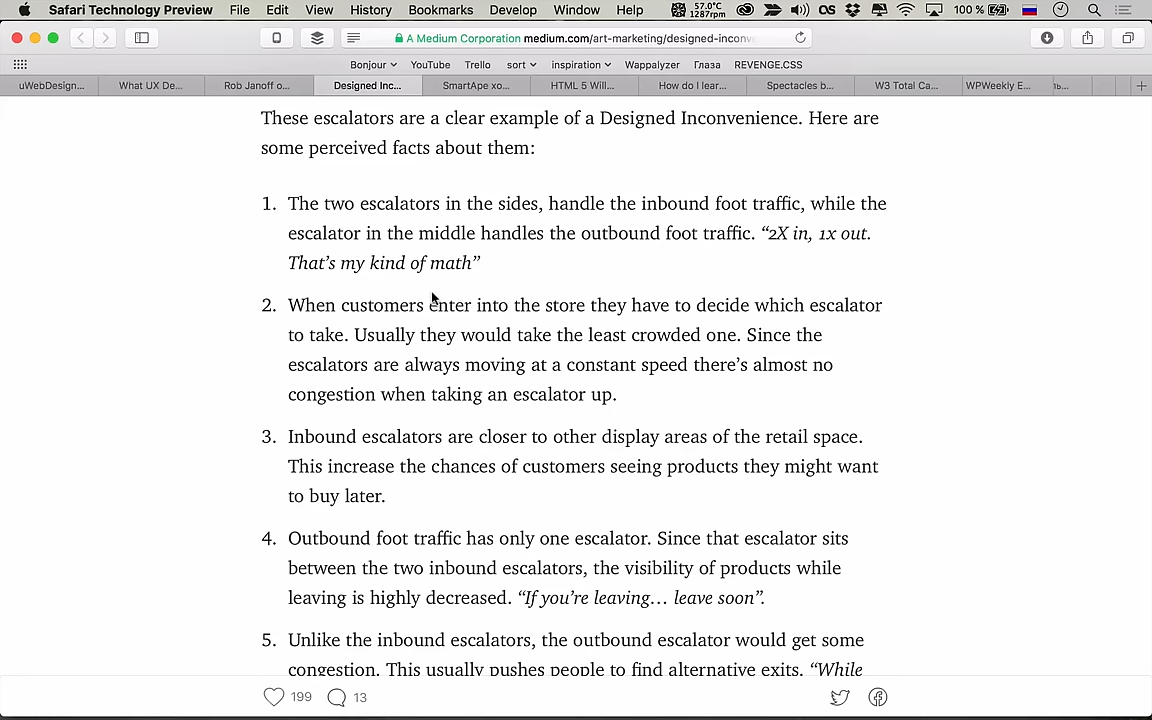 Safari Technology Preview File Edit View History Bookmarks Develop Window Help 57.0°C 1287rpm 100 %
A Medium Corporation medium.com/art-marketing/designed-inconv
Bonjour YouTube Trello sort inspiration Wappalyzer Глаза REVENGE.CSS
uWebDesign... What UX De... Rob Janoff o... Designed Inc... SmartApe хо... HTML 5 Will... How do I lear... Spectacles b... W3 Total Ca... WPWeekly E...
These escalators are a clear example of a Designed Inconvenience. Here are
some perceived facts about them:
1. The two escalators in the sides, handle the inbound foot traffic, while the
escalator in the middle handles the outbound foot traffic. “2X in, 1x out.
That’s my kind of math”
2. When customers enter into the store they have to decide which escalator
to take. Usually they would take the least crowded one. Since the
escalators are always moving at a constant speed there’s almost no
congestion when taking an escalator up.
3. Inbound escalators are closer to other display areas of the retail space.
This increase the chances of customers seeing products they might want
to buy later.
4. Outbound foot traffic has only one escalator. Since that escalator sits
between the two inbound escalators, the visibility of products while
leaving is highly decreased. “If you’re leaving… leave soon”.
5. Unlike the inbound escalators, the outbound escalator would get some
congestion. This usually pushes people to find alternative exits. “While
199 13